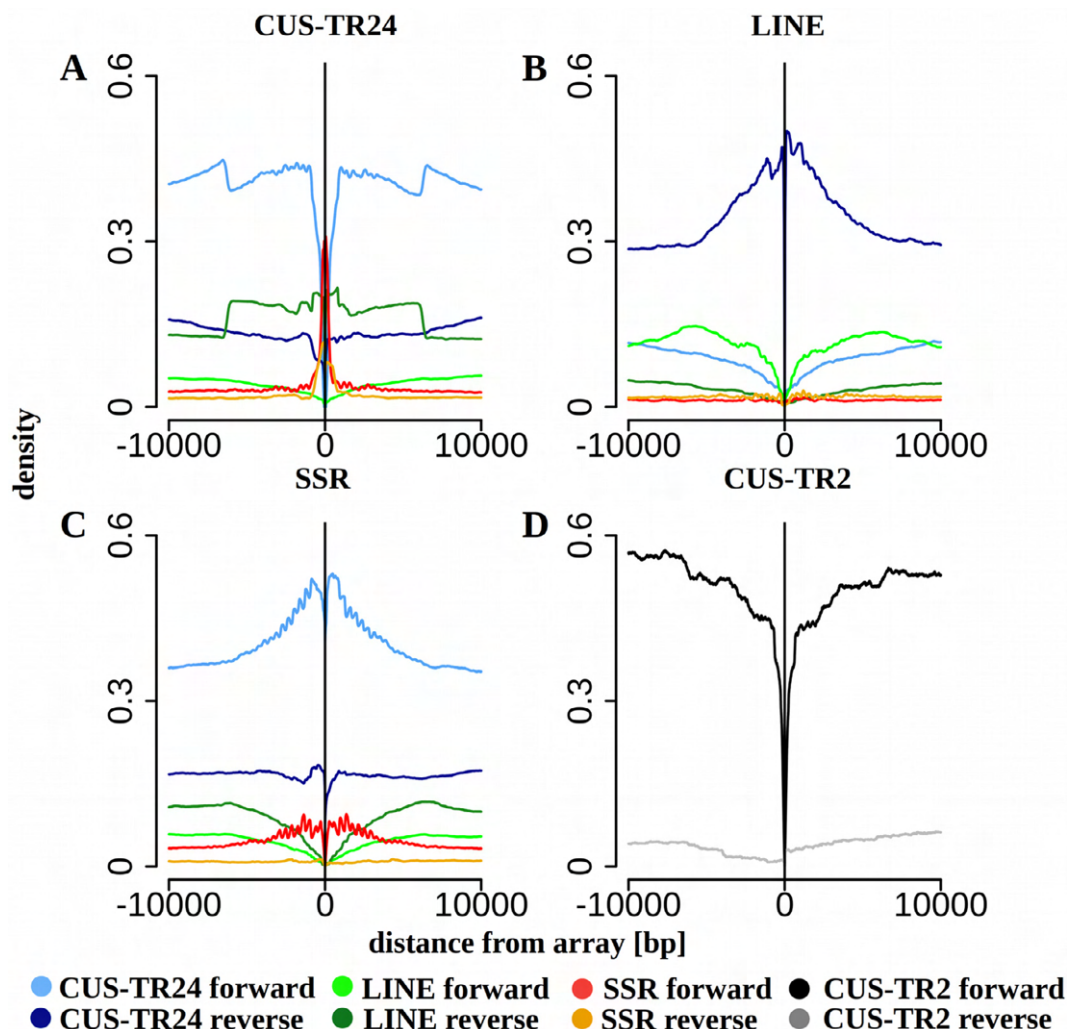 CUS-TR24 LINE
A B
0.6 0.6
0.3 0.3
0 0
-10000 0 10000 -10000 0 10000
density
SSR CUS-TR2
C D
0.6 0.6
0.3 0.3
0 0
-10000 0 10000 -10000 0 10000
distance from array [bp]
CUS-TR24 forward LINE forward SSR forward CUS-TR2 forward
CUS-TR24 reverse LINE reverse SSR reverse CUS-TR2 reverse